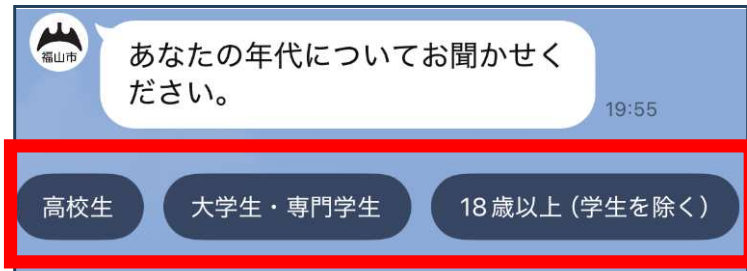 福山市
あなたの年代についてお聞かせく
ださい。
19:55
高校生
大学生・専門学生
18歳以上（学生を除く）